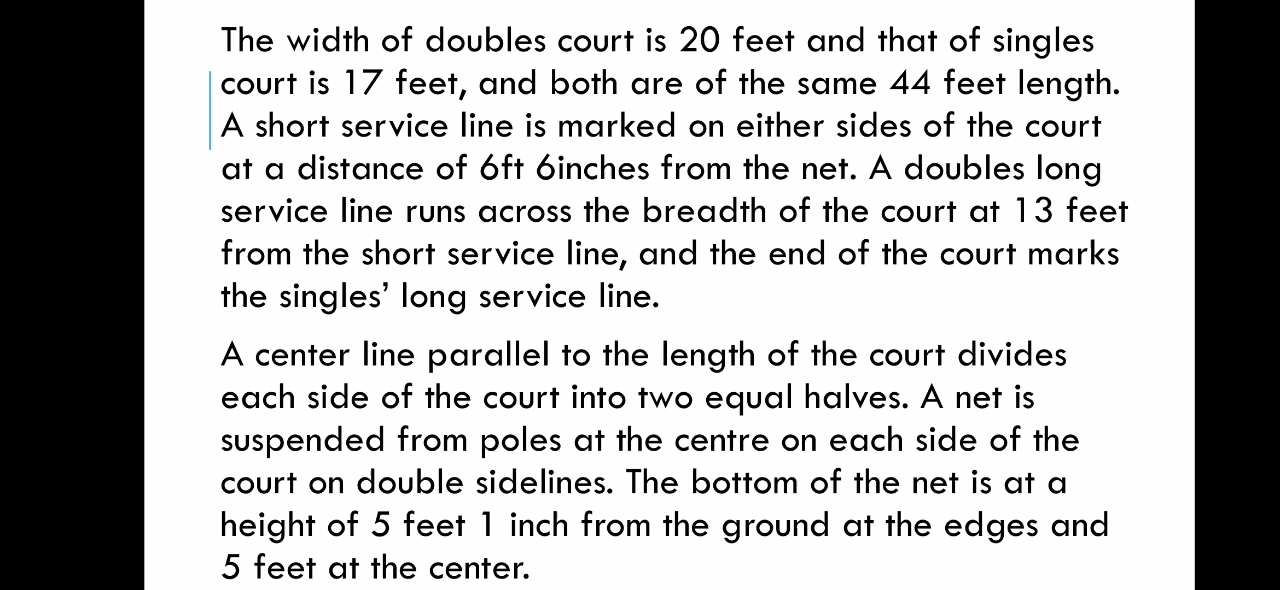 The width of doubles court is 20 feet and that of singles
court is 17 feet, and both are of the same 44 feet length.
A short service line is marked on either sides of the court
at a distance of 6ft 6inches from the net. A doubles long
service line runs across the breadth of the court at 13 feet
from the short service line, and the end of the court marks
the singles’ long service line.
A center line parallel to the length of the court divides
each side of the court into two equal halves. A net is
suspended from poles at the centre on each side of the
court on double sidelines. The bottom of the net is at a
height of 5 feet 1 inch from the ground at the edges and
5 feet at the center.